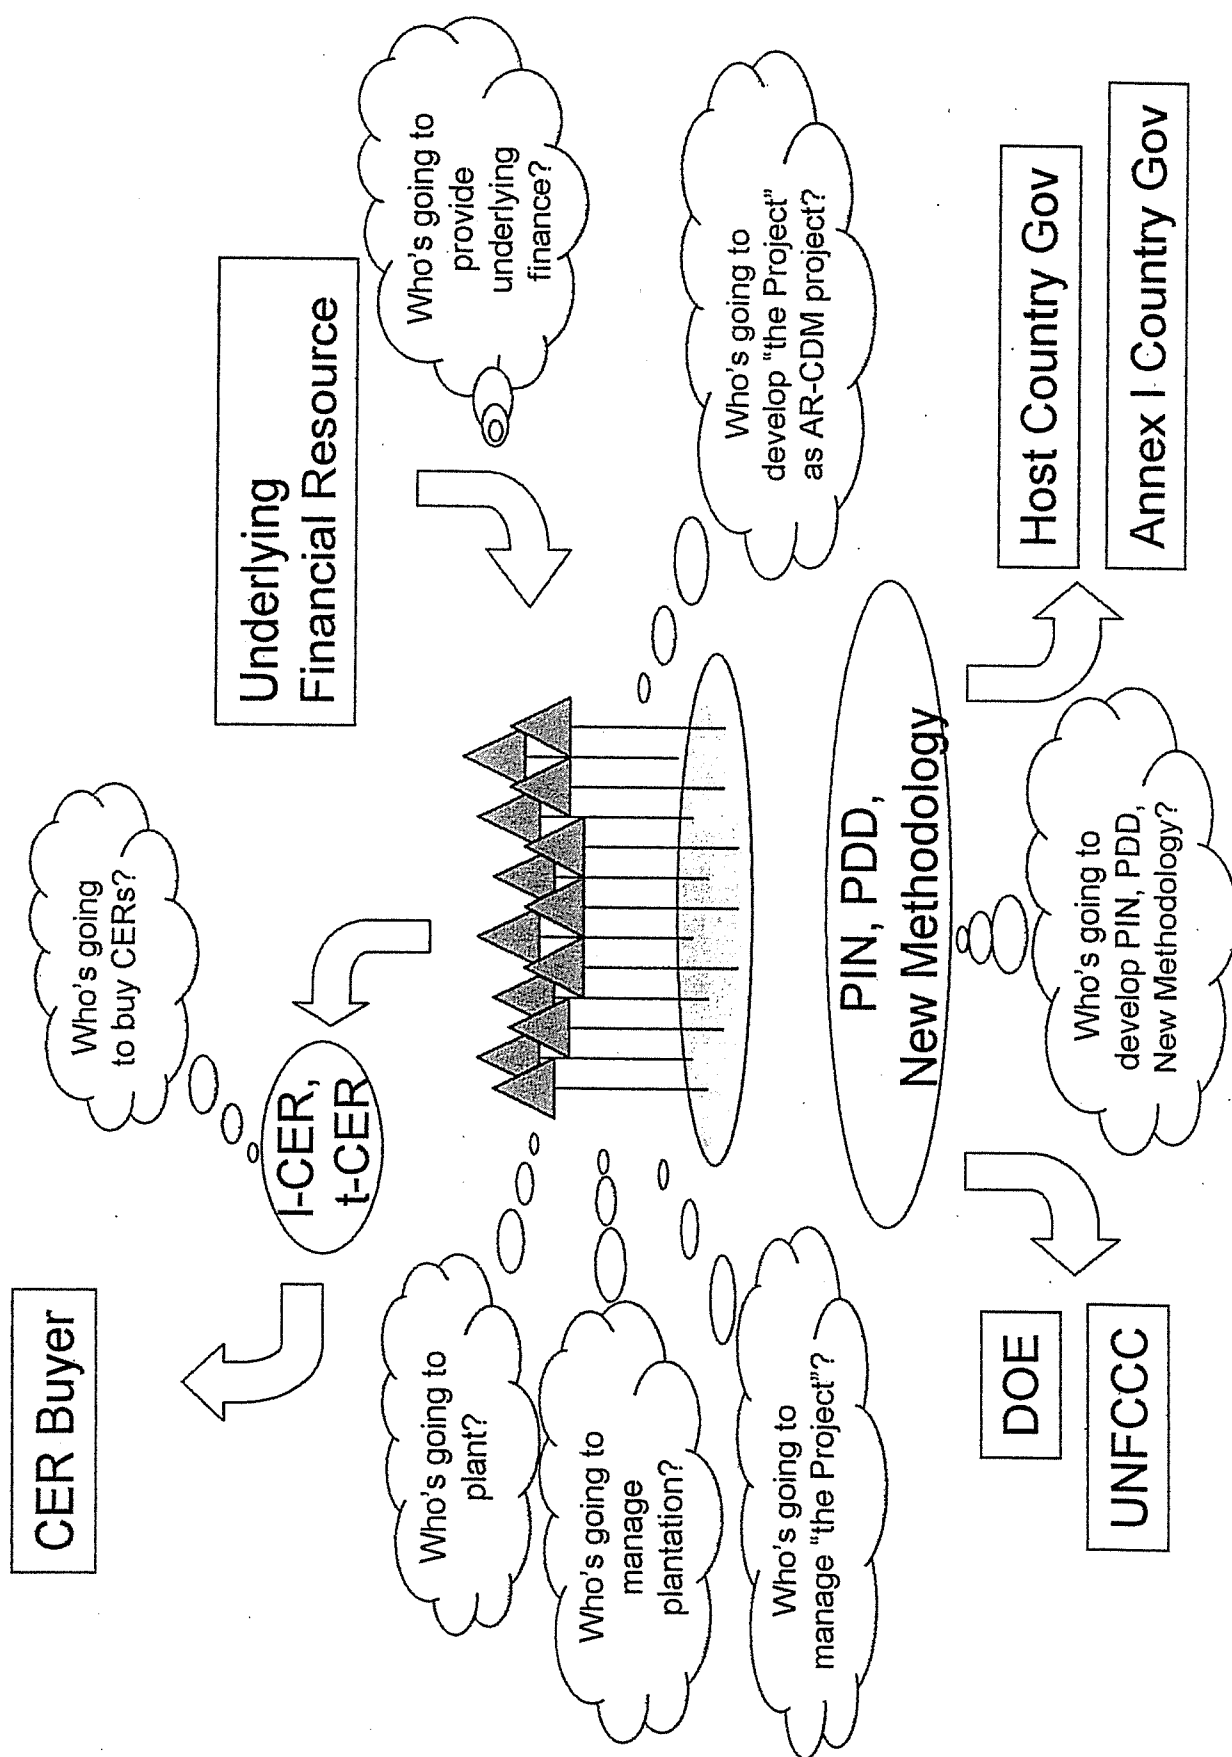 CER Buyer
Who's going
to buy CERs?
Underlying
Financial Resource
l-CER,
t-CER
Who's going to
provide
underlying
finance?
Who's going to
plant?
Who's going to
manage
plantation?
Who's going to
manage “the Project”?
Who's going to
develop “the Project”
as AR-CDM project?
PIN, PDD,
New Methodology
DOE
UNFCCC
Who's going to
develop PIN, PDD,
New Methodology?
Host Country Gov
Annex I Country Gov